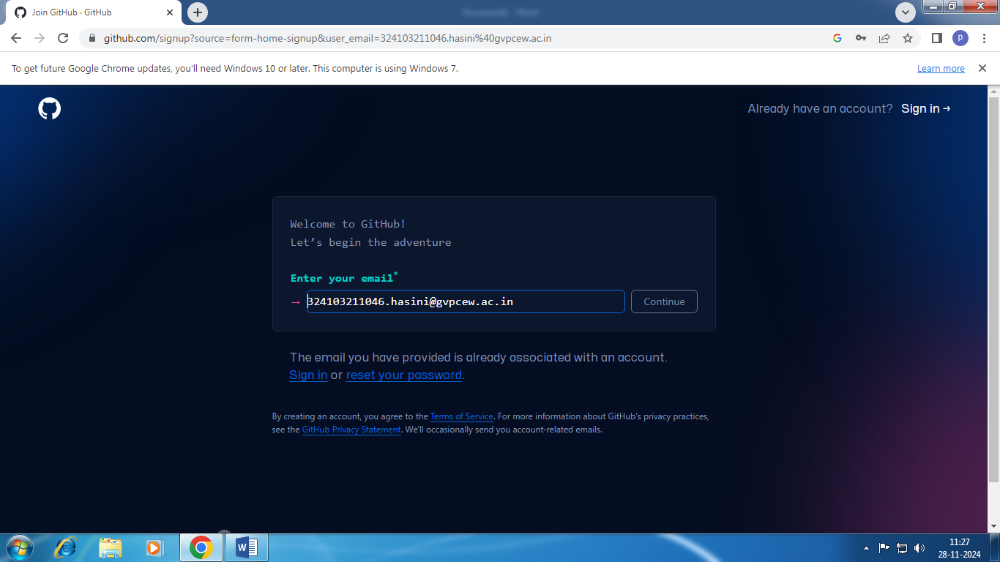 Join GitHub · GitHub
github.com/signup?source=form-home-signup&user_email=324103211046.hasini%40gvpcew.ac.in
P
To get future Google Chrome updates, you'll need Windows 10 or later. This computer is using Windows 7.
Learn more
Already have an account? Sign in →
Welcome to GitHub!
Let’s begin the adventure
Enter your email*
→ 324103211046.hasini@gvpcew.ac.in
Continue
The email you have provided is already associated with an account.
Sign in or reset your password.
By creating an account, you agree to the Terms of Service. For more information about GitHub's privacy practices,
see the GitHub Privacy Statement. We'll occasionally send you account-related emails.
11:27
28-11-2024